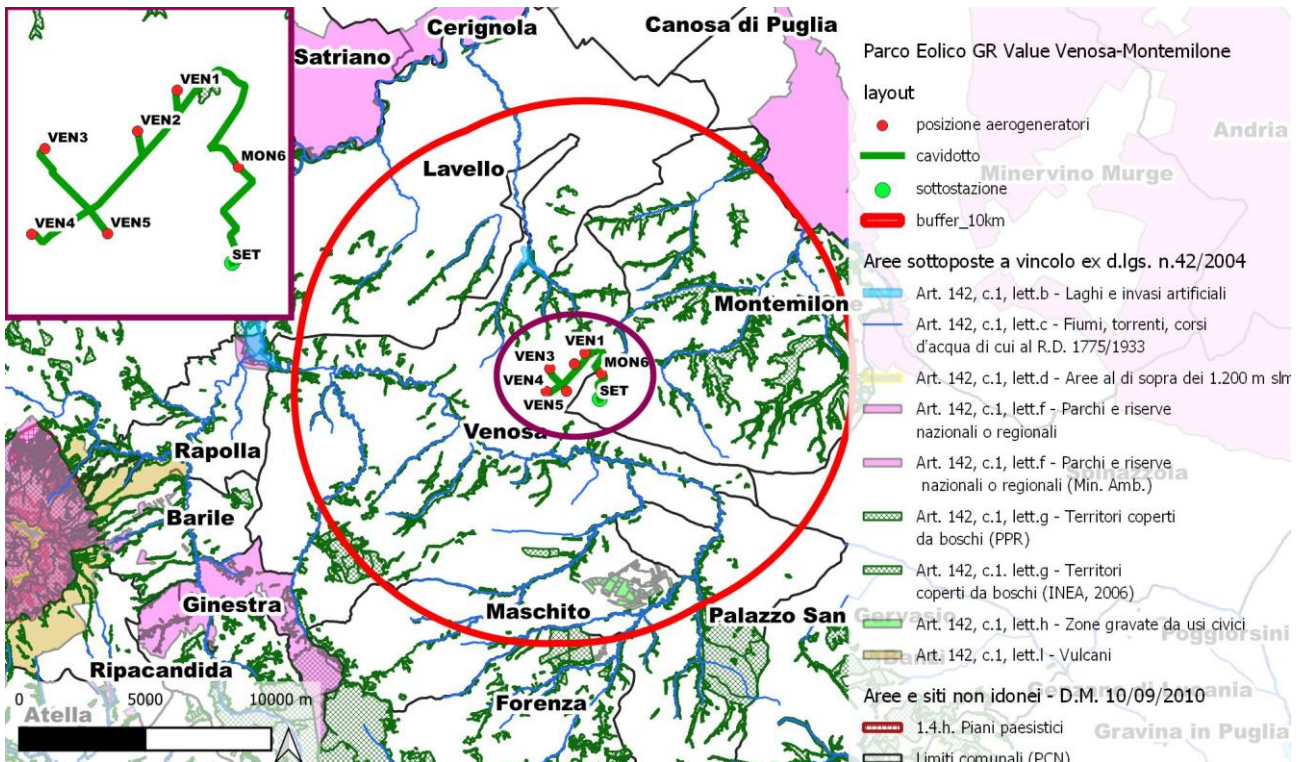 VEN1
VEN2
VEN3
MON6
VEN4
VEN5
SET
Cerignola
Canosa di Puglia
Satriano
Lavello
Montemilone
VEN1
VEN3
MON6
VEN4
SET
VEN5
Venosa
Rapolla
Barile
Ginestra
Maschito
Palazzo San
Gervasio
Ripacandida
Forenza
Banzi
Atella
0 5000 10000 m
Parco Eolico GR Value Venosa-Montemilone
layout
posizione aerogeneratori
Andria
cavidotto
Minervino Murge
sottostazione
buffer_10km
Aree sottoposte a vincolo ex d.lgs. n.42/2004
Art. 142, c.1, lett.b - Laghi e invasi artificiali
Art. 142, c.1, lett.c - Fiumi, torrenti, corsi
d'acqua di cui al R.D. 1775/1933
Art. 142, c.1, lett.d - Aree al di sopra dei 1.200 m slm
Art. 142, c.1, lett.f - Parchi e riserve
nazionali o regionali
Art. 142, c.1, lett.f - Parchi e riserve
Spinazzola
nazionali o regionali (Min. Amb.)
Art. 142, c.1, lett.g - Territori coperti
da boschi (PPR)
Art. 142, c.1. lett.g - Territori
coperti da boschi (INEA, 2006)
Art. 142, c.1, lett.h - Zone gravate da usi civici
Poggiorsini
Art. 142, c.1, lett.l - Vulcani
Genzano di Lucania
Aree e siti non idonei - D.M. 10/09/2010
1.4.h. Piani paesistici
Gravina in Puglia
Limiti comunali (PCN)